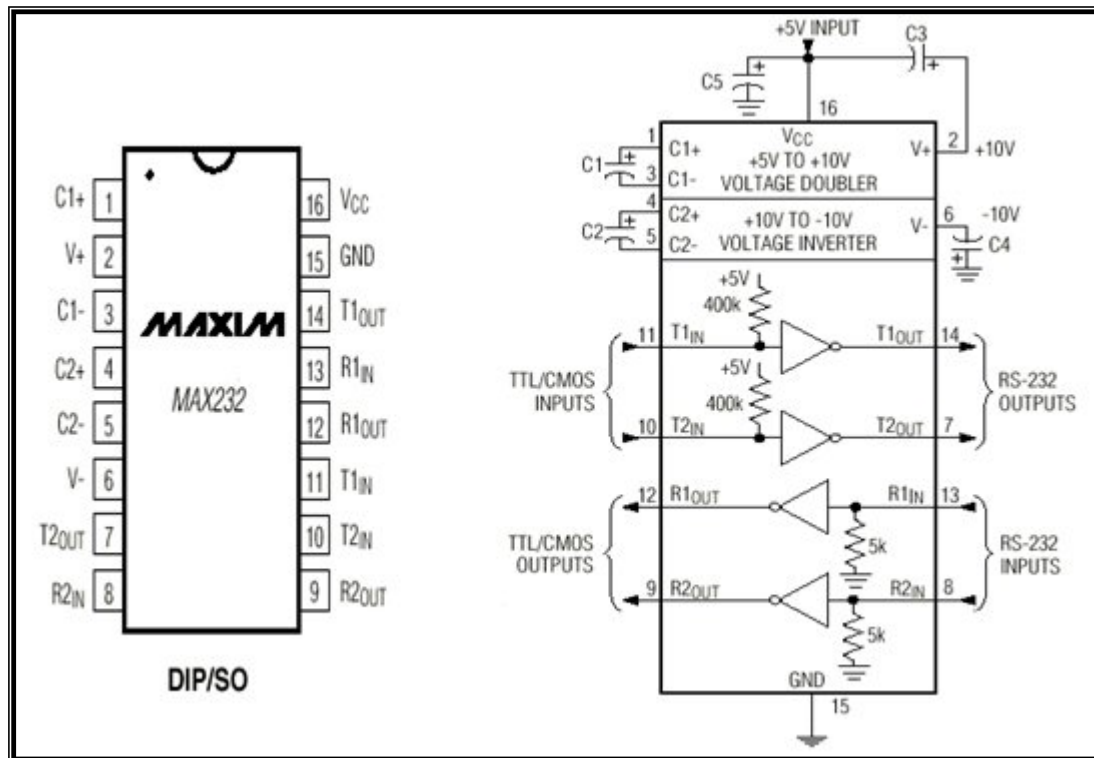 C1+ 1
V+ 2
C1- 3
C2+ 4
C2- 5
V- 6
T2OUT 7
R2IN 8
16 VCC
15 GND
14 T1OUT
13 R1IN
12 R1OUT
11 T1IN
10 T2IN
9 R2OUT
MAXIM
MAX232
DIP/SO
+5V INPUT
C3
+
C5
+
16
VCC
+5V TO +10V
VOLTAGE DOUBLER
1
C1+
C1
+
3
C1-
V+
2
+10V
4
C2+
C2
+
5
C2-
+10V TO -10V
VOLTAGE INVERTER
V-
6
-10V
C4
+
+5V
400k
11
T1IN
T1OUT
14
TTL/CMOS
INPUTS
+5V
400k
RS-232
OUTPUTS
10
T2IN
T2OUT
7
12
R1OUT
R1IN
13
TTL/CMOS
OUTPUTS
5k
RS-232
INPUTS
9
R2OUT
R2IN
8
5k
GND
15